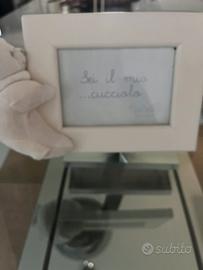 Sei il mio
...cucciolo
subito